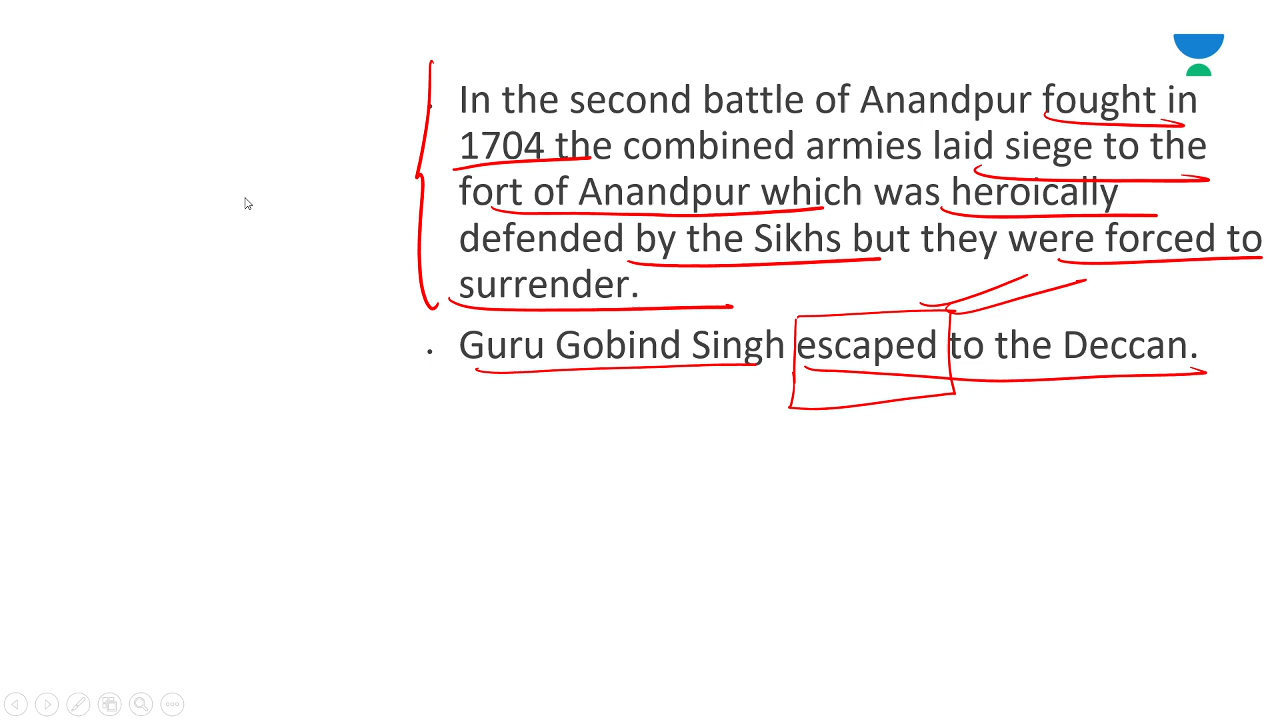 In the second battle of Anandpur fought in
1704 the combined armies laid siege to the
fort of Anandpur which was heroically
defended by the Sikhs but they were forced to
surrender.
Guru Gobind Singh escaped to the Deccan.